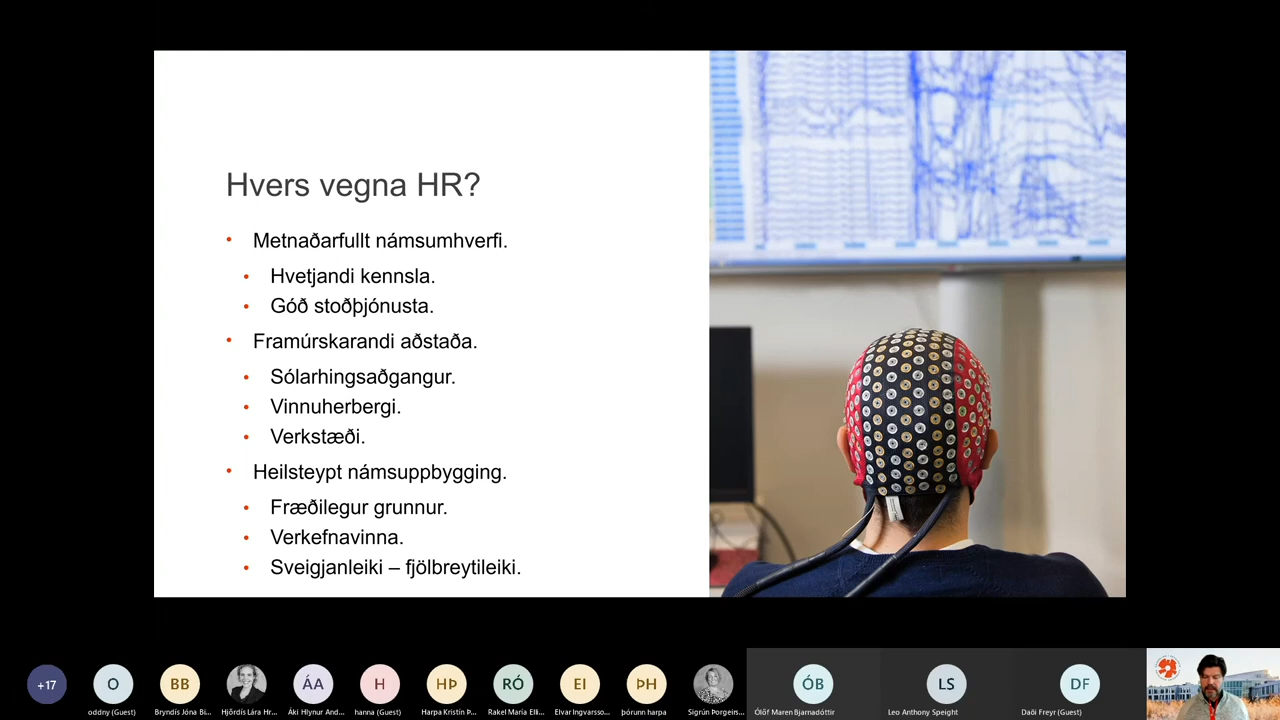 Hvers vegna HR?
• Metnaðarfullt námsumhverfi.
• Hvetjandi kennsla.
• Góð stoðþjónusta.
• Framúrskarandi aðstaða.
• Sólarhingsaðgangur.
• Vinnuherbergi.
• Verkstæði.
• Heilsteypt námsuppbygging.
• Fræðilegur grunnur.
• Verkefnavinna.
• Sveigjanleiki – fjölbreytileiki.
+17
O
BB
ÁA
H
HÞ
RÓ
EI
ÞH
ÓB
LS
DF
oddny (Guest)
Bryndís Jóna Bi...
Hjördís Lára Hr...
Áki Hlynur And...
hanna (Guest)
Harpa Kristín Þ...
Rakel María Elli...
Elvar Ingvarsso...
þórunn harpa
Sigrún Þorgeirs...
Ólöf Maren Bjarnadóttir
Leo Anthony Speight
Daði Freyr (Guest)